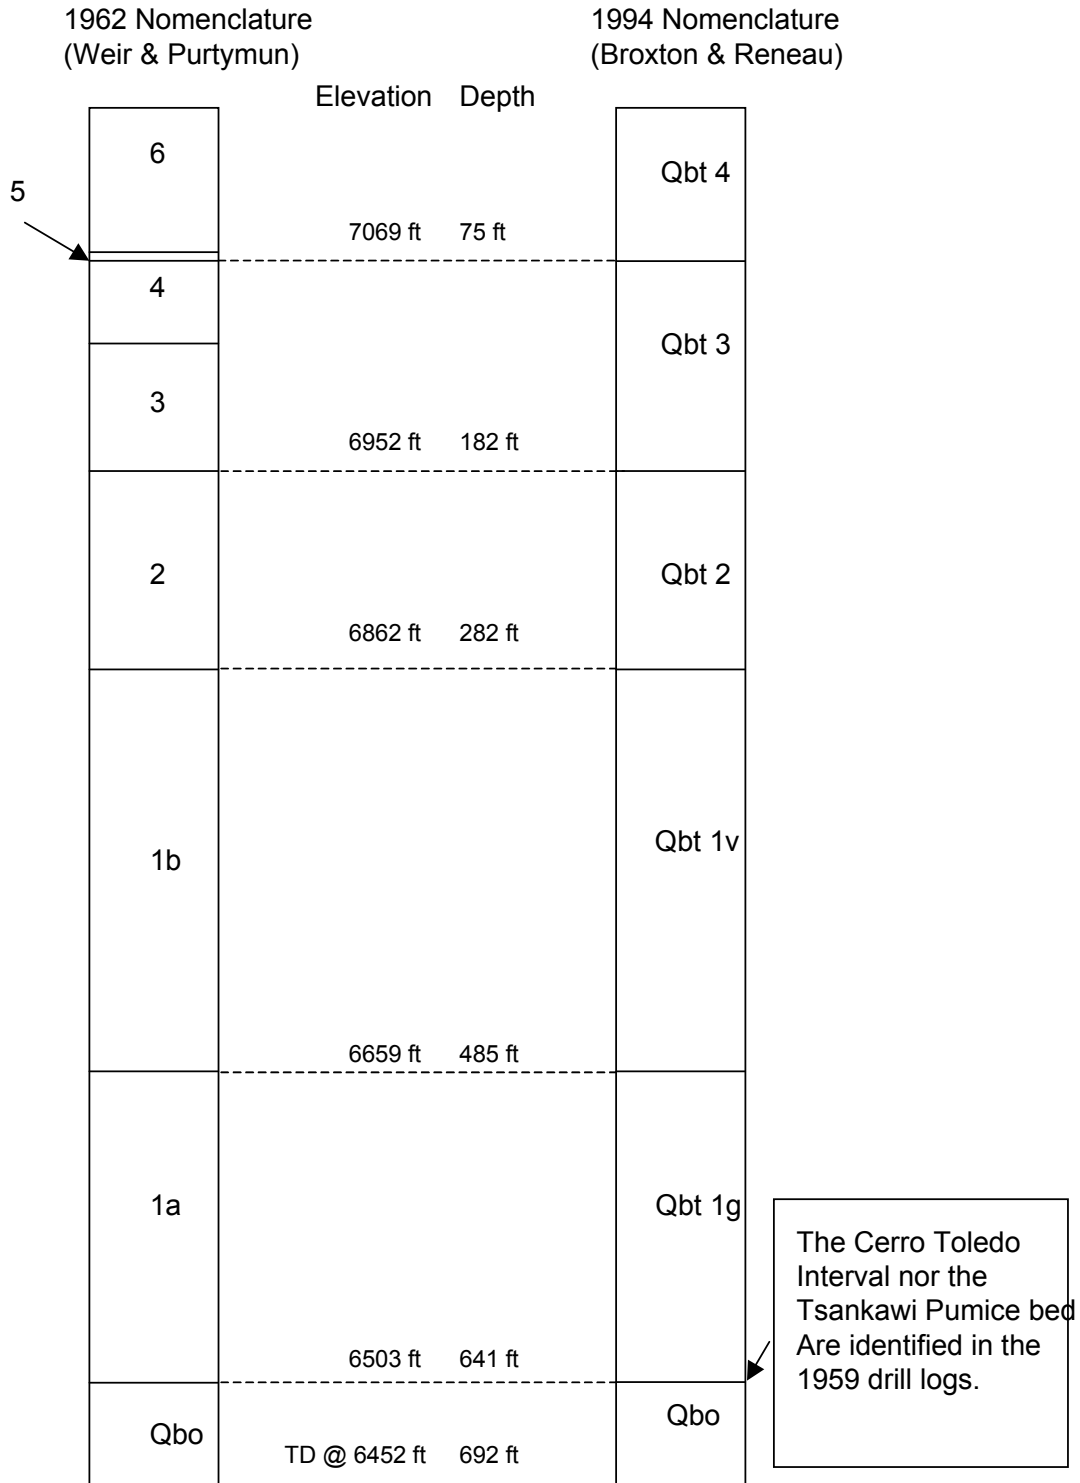 1962 Nomenclature
(Weir & Purtymun)
1994 Nomenclature
(Broxton & Reneau)
Elevation Depth
6
Qbt 4
5
7069 ft 75 ft
4
Qbt 3
3
6952 ft 182 ft
2
Qbt 2
6862 ft 282 ft
1b
Qbt 1v
6659 ft 485 ft
1a
Qbt 1g
The Cerro Toledo
Interval nor the
Tsankawi Pumice bed
Are identified in the
1959 drill logs.
6503 ft 641 ft
Qbo
Qbo
TD @ 6452 ft 692 ft